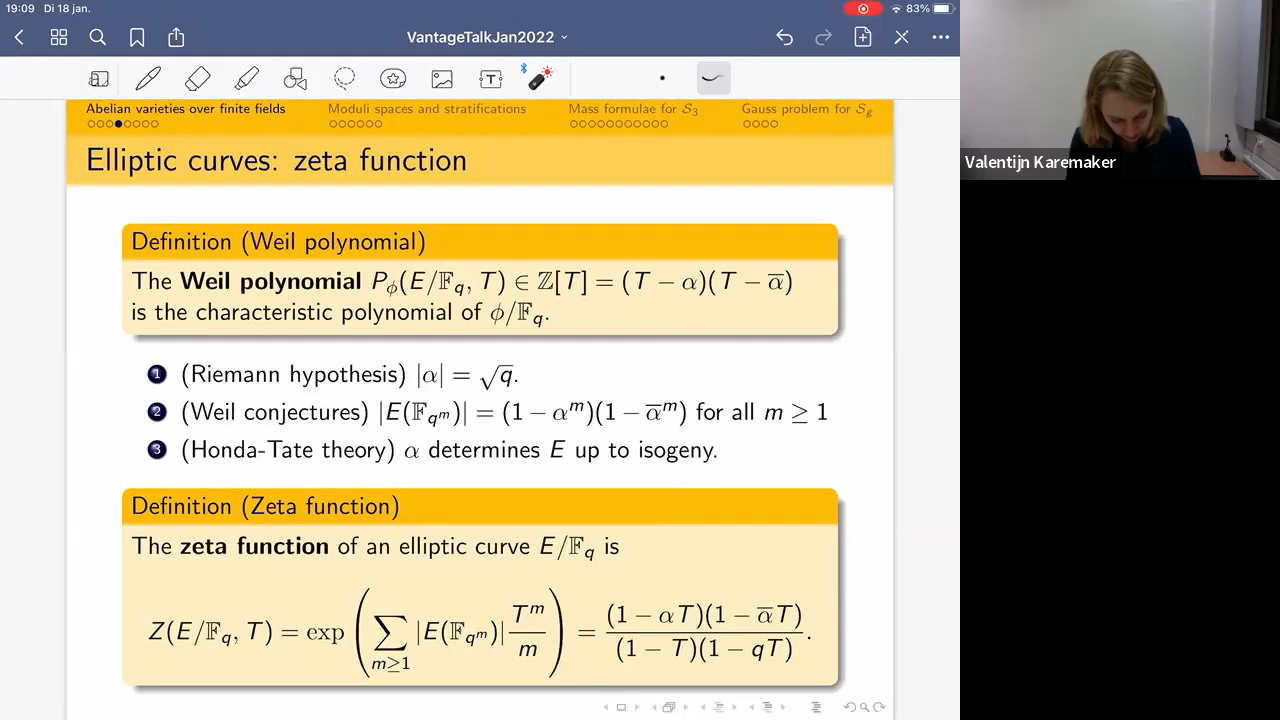 19:09 Di 18 jan.
83%
VantageTalkJan2022
Abelian varieties over finite fields
Moduli spaces and stratifications
Mass formulae for 𝒮₃
Gauss problem for 𝒮_g
Elliptic curves: zeta function
Definition (Weil polynomial)
The Weil polynomial P_ϕ(E/𝔽_q, T) ∈ ℤ[T] = (T − α)(T − α̅)
is the characteristic polynomial of ϕ/𝔽_q.
1 (Riemann hypothesis) |α| = √q.
2 (Weil conjectures) |E(𝔽_{q^m})| = (1 − α^m)(1 − α̅^m) for all m ≥ 1
3 (Honda-Tate theory) α determines E up to isogeny.
Definition (Zeta function)
The zeta function of an elliptic curve E/𝔽_q is
Z(E/𝔽_q, T) = exp ( ∑_{m≥1} |E(𝔽_{q^m})| T^m/m ) = (1 − αT)(1 − α̅T) / (1 − T)(1 − qT) .
Valentijn Karemaker